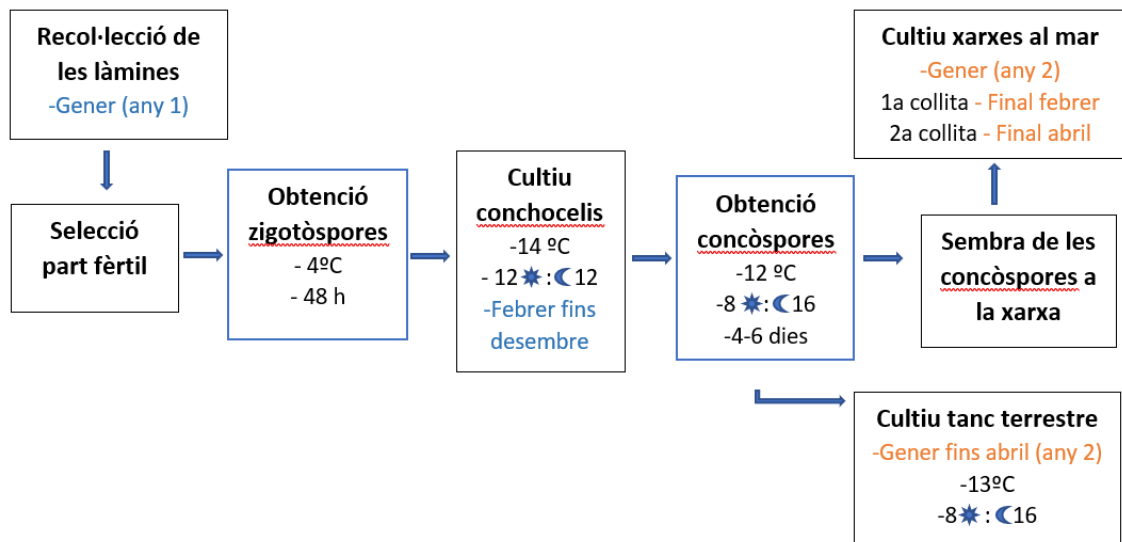 Recol·lecció de
les làmines
-Gener (any 1)
Selecció
part fèrtil
Obtenció
zigotòspores
- 4ºC
- 48 h
Cultiu
conchocelis
-14 ºC
- 12☀:☾12
-Febrer fins
desembre
Obtenció
concòspores
-12 ºC
-8 ☀:☾16
-4-6 dies
Sembra de les
concòspores a
la xarxa
Cultiu xarxes al mar
-Gener (any 2)
1a collita - Final febrer
2a collita - Final abril
Cultiu tanc terrestre
-Gener fins abril (any 2)
-13ºC
-8☀:☾16